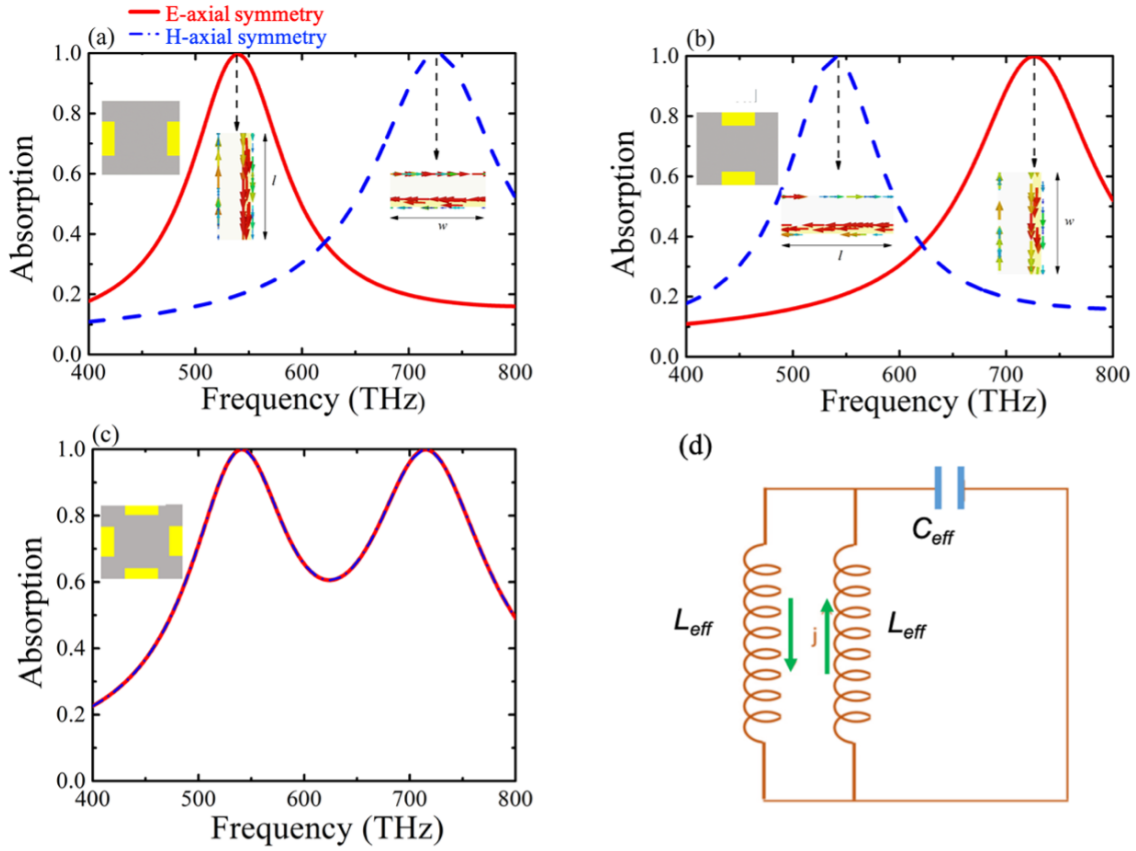 E-axial symmetry
H-axial symmetry
(a)
1.0
0.8
0.6
0.4
0.2
0.0
Absorption
l
w
400
500
600
700
800
Frequency (THz)
(b)
1.0
0.8
0.6
0.4
0.2
0.0
Absorption
l
w
400
500
600
700
800
Frequency (THz)
(c)
1.0
0.8
0.6
0.4
0.2
0.0
Absorption
400
500
600
700
800
Frequency (THz)
(d)
Ceff
Leff
j
Leff